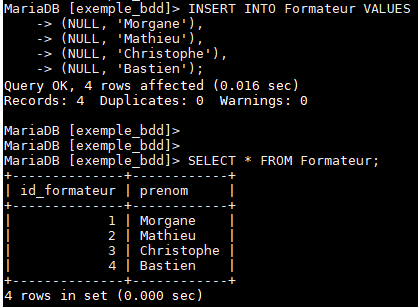 MariaDB [exemple_bdd]> INSERT INTO Formateur VALUES
    -> (NULL, 'Morgane'),
    -> (NULL, 'Mathieu'),
    -> (NULL, 'Christophe'),
    -> (NULL, 'Bastien');
Query OK, 4 rows affected (0.016 sec)
Records: 4  Duplicates: 0  Warnings: 0

MariaDB [exemple_bdd]>
MariaDB [exemple_bdd]>
MariaDB [exemple_bdd]> SELECT * FROM Formateur;
+--------------+------------+
| id_formateur | prenom     |
+--------------+------------+
|            1 | Morgane    |
|            2 | Mathieu    |
|            3 | Christophe |
|            4 | Bastien    |
+--------------+------------+
4 rows in set (0.000 sec)